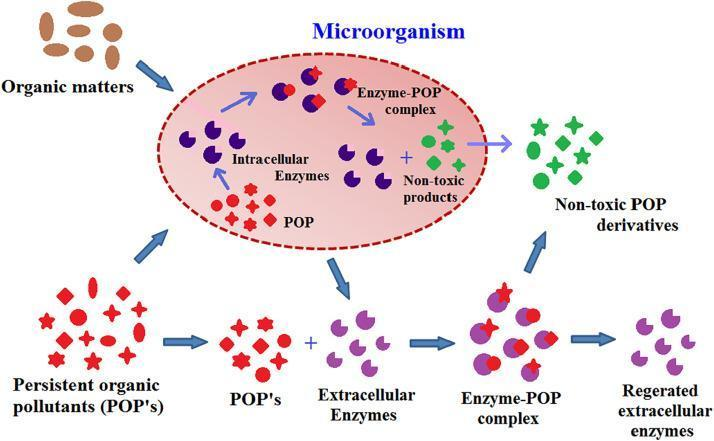 Microorganism
Organic matters
Enzyme-POP
complex
Intracellular
Enzymes
+
Non-toxic
products
POP
Non-toxic POP
derivatives
Persistent organic
pollutants (POP's)
POP's
+
Extracellular
Enzymes
Enzyme-POP
complex
Regerated
extracellular
enzymes